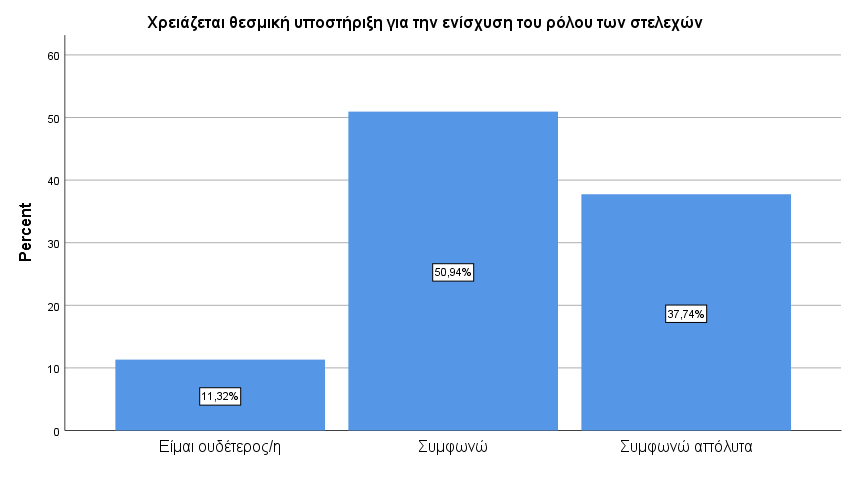 Χρειάζεται θεσμική υποστήριξη για την ενίσχυση του ρόλου των στελεχών
60
50
40
30
20
10
0
Percent
11,32%
50,94%
37,74%
Είμαι ουδέτερος/η
Συμφωνώ
Συμφωνώ απόλυτα